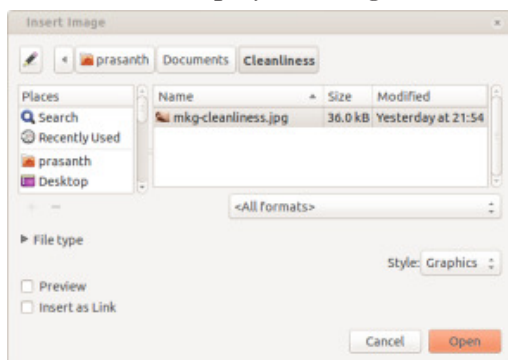 Insert Image
prasanth Documents Cleanliness
Places Name Size Modified
Search mkg-cleanliness.jpg 36.0 kB Yesterday at 21:54
Recently Used
prasanth
Desktop
<All formats>
File type
Style: Graphics
Preview
Insert as Link
Cancel Open